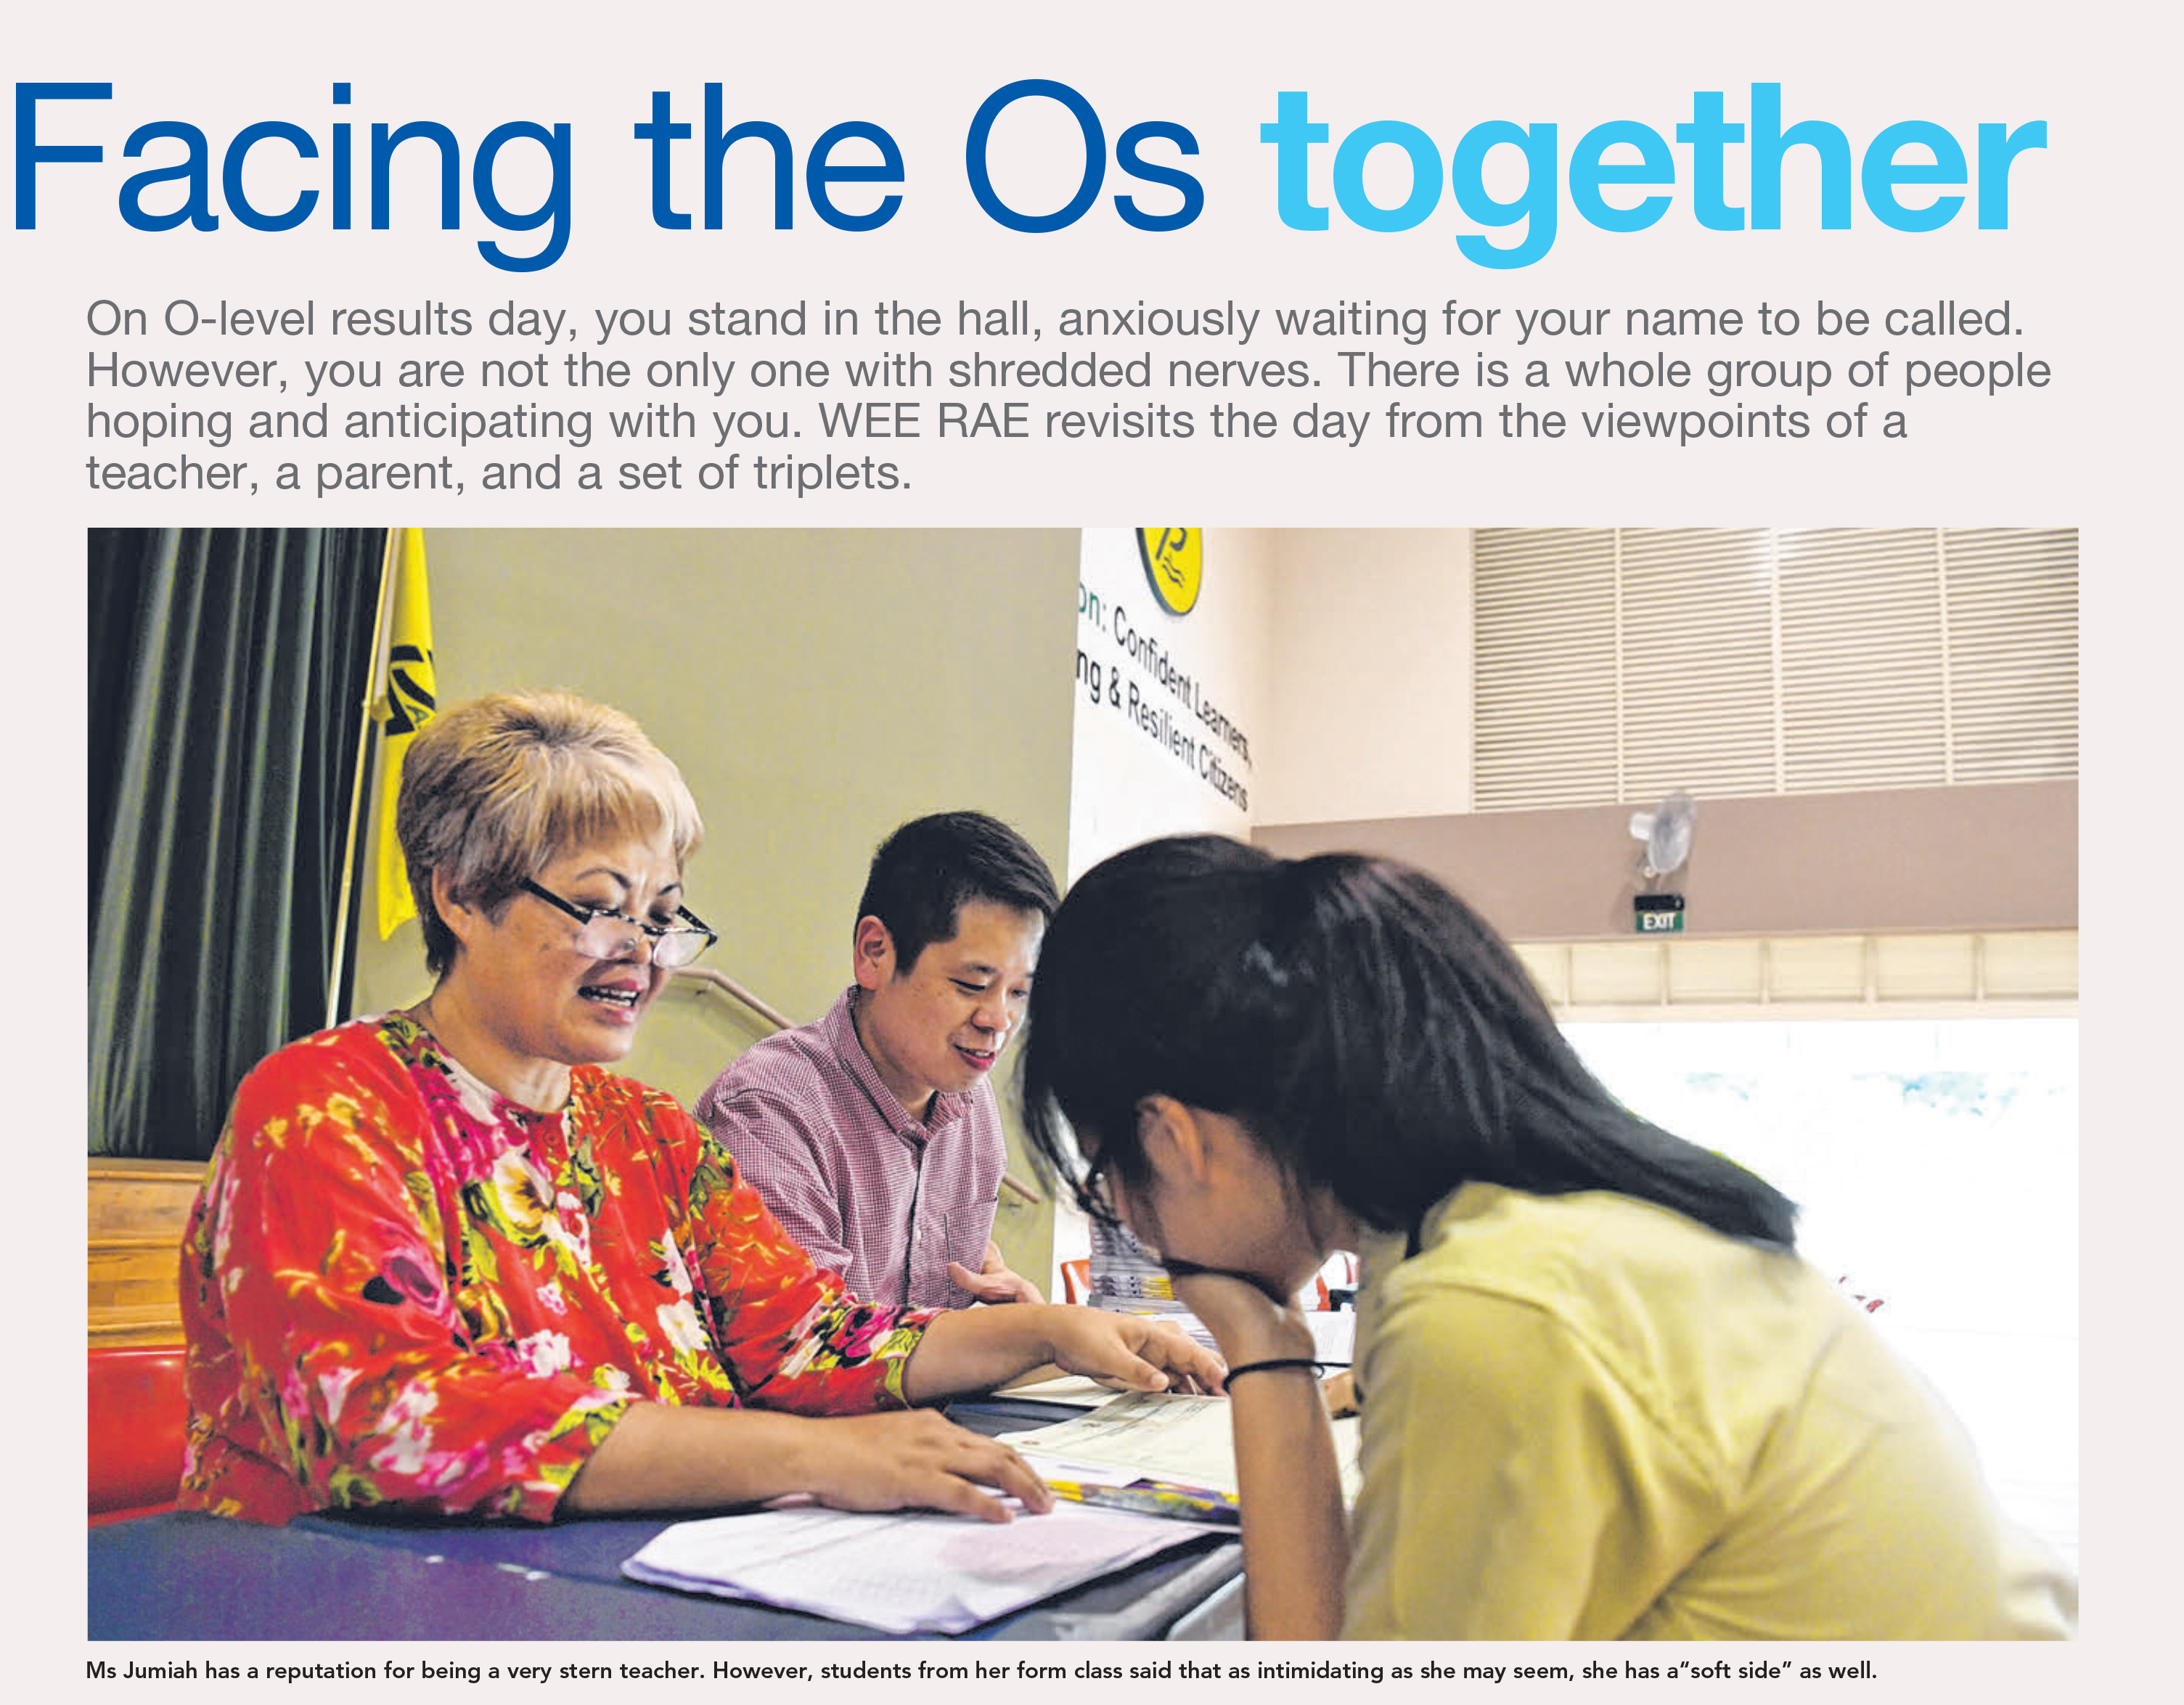 Facing the Os together
On O-level results day, you stand in the hall, anxiously waiting for your name to be called.
However, you are not the only one with shredded nerves. There is a whole group of people
hoping and anticipating with you. WEE RAE revisits the day from the viewpoints of a
teacher, a parent, and a set of triplets.
on: Confident Learners,
ng & Resilient Citizens
EXIT
Ms Jumiah has a reputation for being a very stern teacher. However, students from her form class said that as intimidating as she may seem, she has a“soft side” as well.